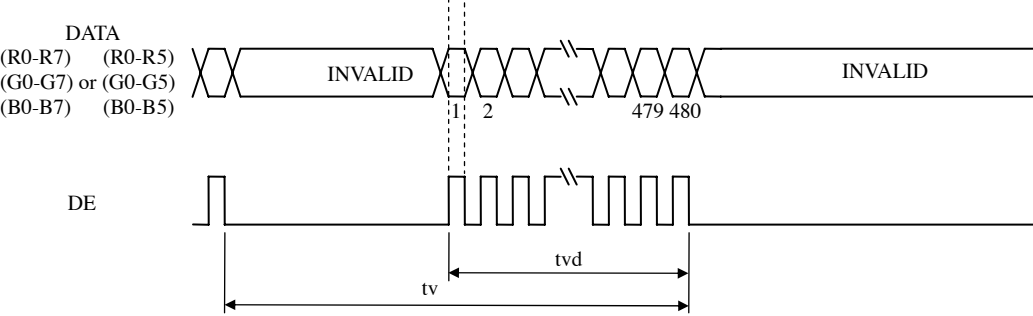 DATA
(R0-R7) (R0-R5)
(G0-G7) or (G0-G5)
(B0-B7) (B0-B5)
INVALID
INVALID
1 2 479 480
DE
tvd
tv